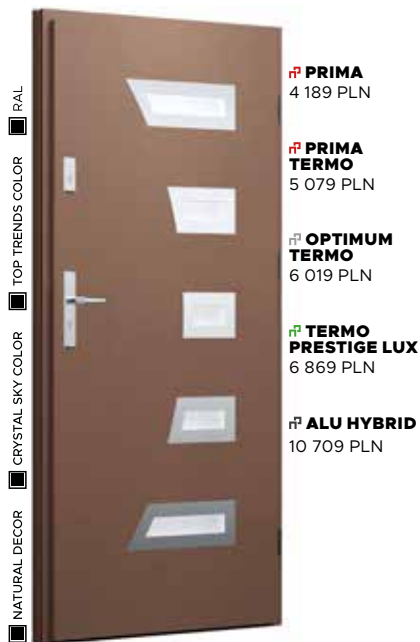 RAL
TOP TRENDS COLOR
CRYSTAL SKY COLOR
NATURAL DECOR
PRIMA
4 189 PLN
PRIMA
TERMO
5 079 PLN
OPTIMUM
TERMO
6 019 PLN
TERMO
PRESTIGE LUX
6 869 PLN
ALU HYBRID
10 709 PLN